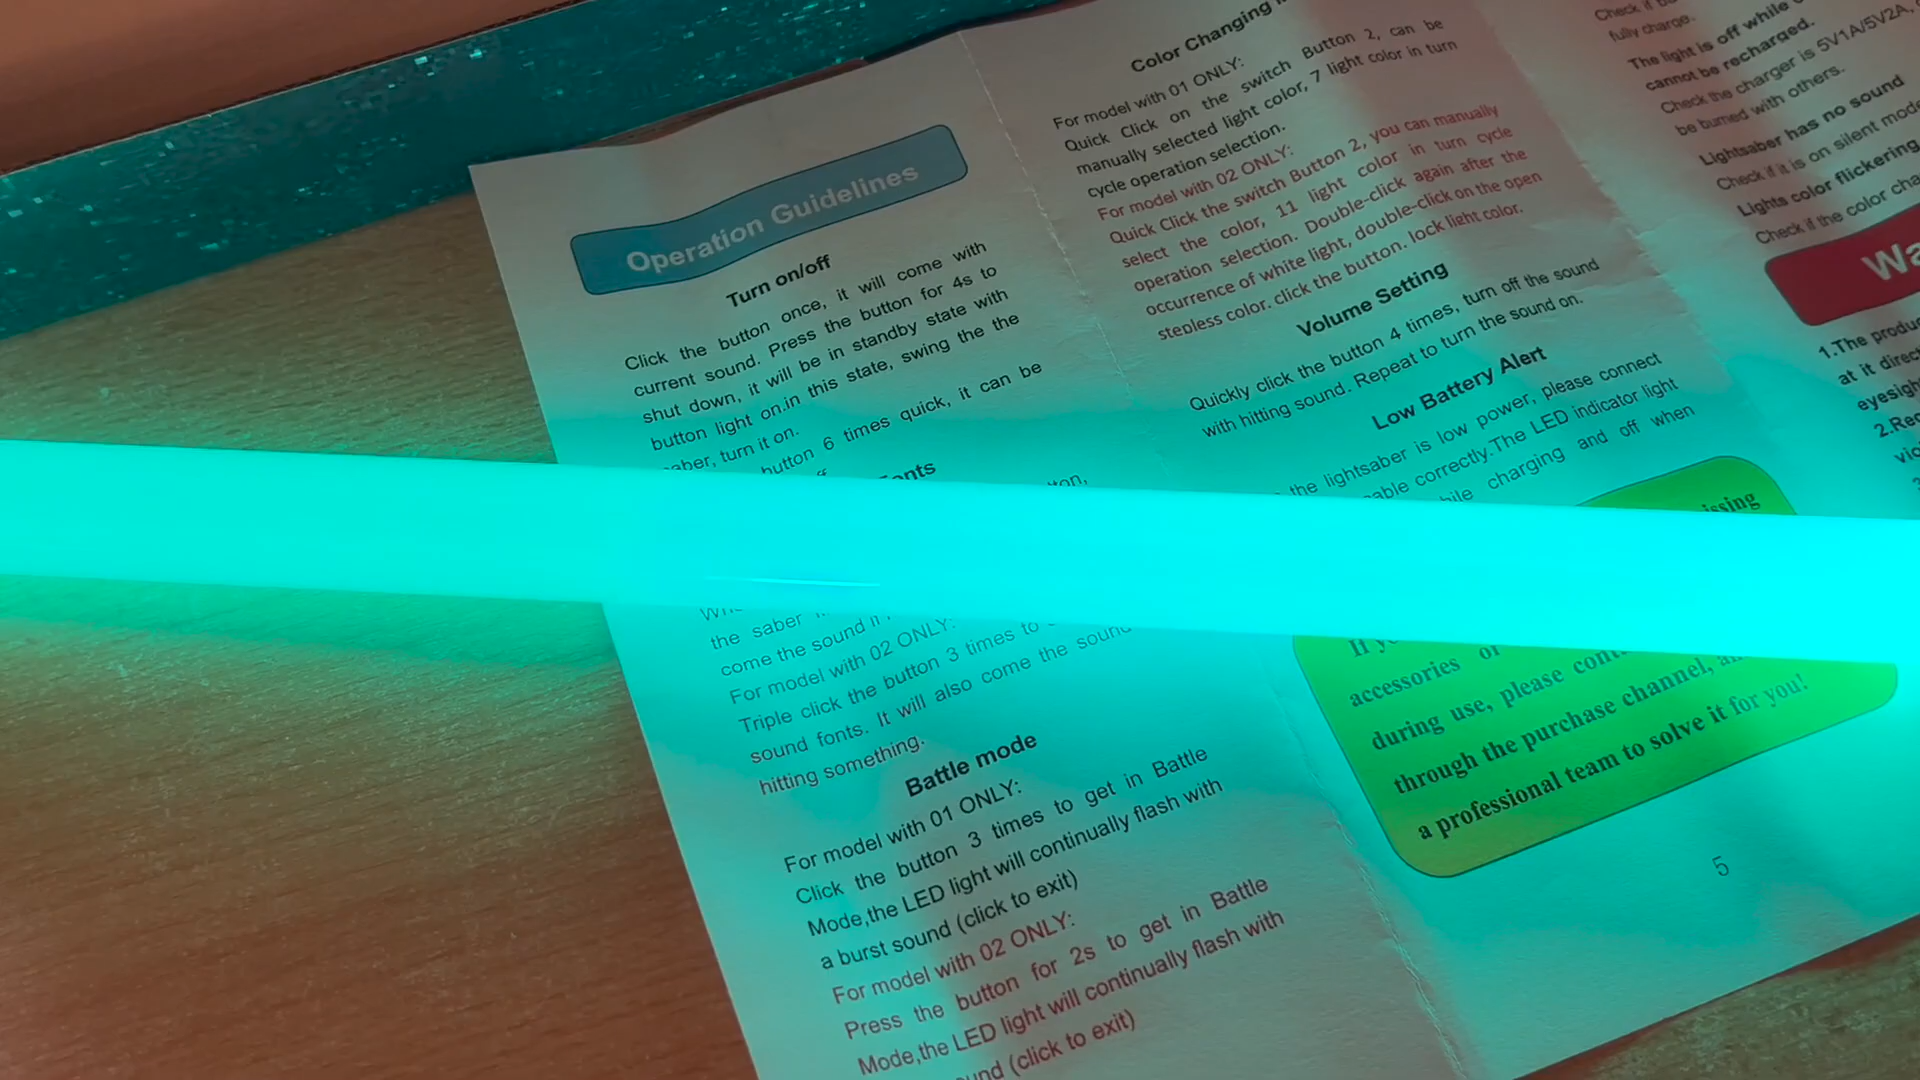 Operation Guidelines
Turn on/off
Click the button once, it will come with
current sound. Press the button for 4s to
shut down, it will be in standby state with
button light on.in this state, swing the the
saber, turn it on.
button 6 times quick, it can be
the saber
come the sound
For model with 02 ONLY:
Triple click the button 3 times to
sound fonts. It will also come the sound
hitting something.
Battle mode
For model with 01 ONLY:
Click the button 3 times to get in Battle
Mode,the LED light will continually flash with
a burst sound (click to exit)
For model with 02 ONLY:
Press the button for 2s to get in Battle
Mode,the LED light will continually flash with
(click to exit)
Color Changing
For model with 01 ONLY:
Quick Click on the switch Button 2, can be
manually selected light color, 7 light color in turn
cycle operation selection.
For model with 02 ONLY:
Quick Click the switch Button 2, you can manually
select the color, 11 light color in turn cycle
operation selection. Double-click again after the
occurrence of white light, double-click on the open
stepless color. click the button. lock light color.
Volume Setting
Quickly click the button 4 times, turn off the sound
with hitting sound. Repeat to turn the sound on.
Low Battery Alert
the lightsaber is low power, please connect
correctly.The LED indicator light
charging and off when
accessories
during use, please
through the purchase channel,
a professional team to solve it for you!
5
Check if
fully charge.
The light is off while
cannot be recharged.
Check the charger is 5V1A/5V2A,
be burned with others.
Lightsaber has no sound
Check if it is on silent mode
Lights color flickering
Check if the color
1.The
at it